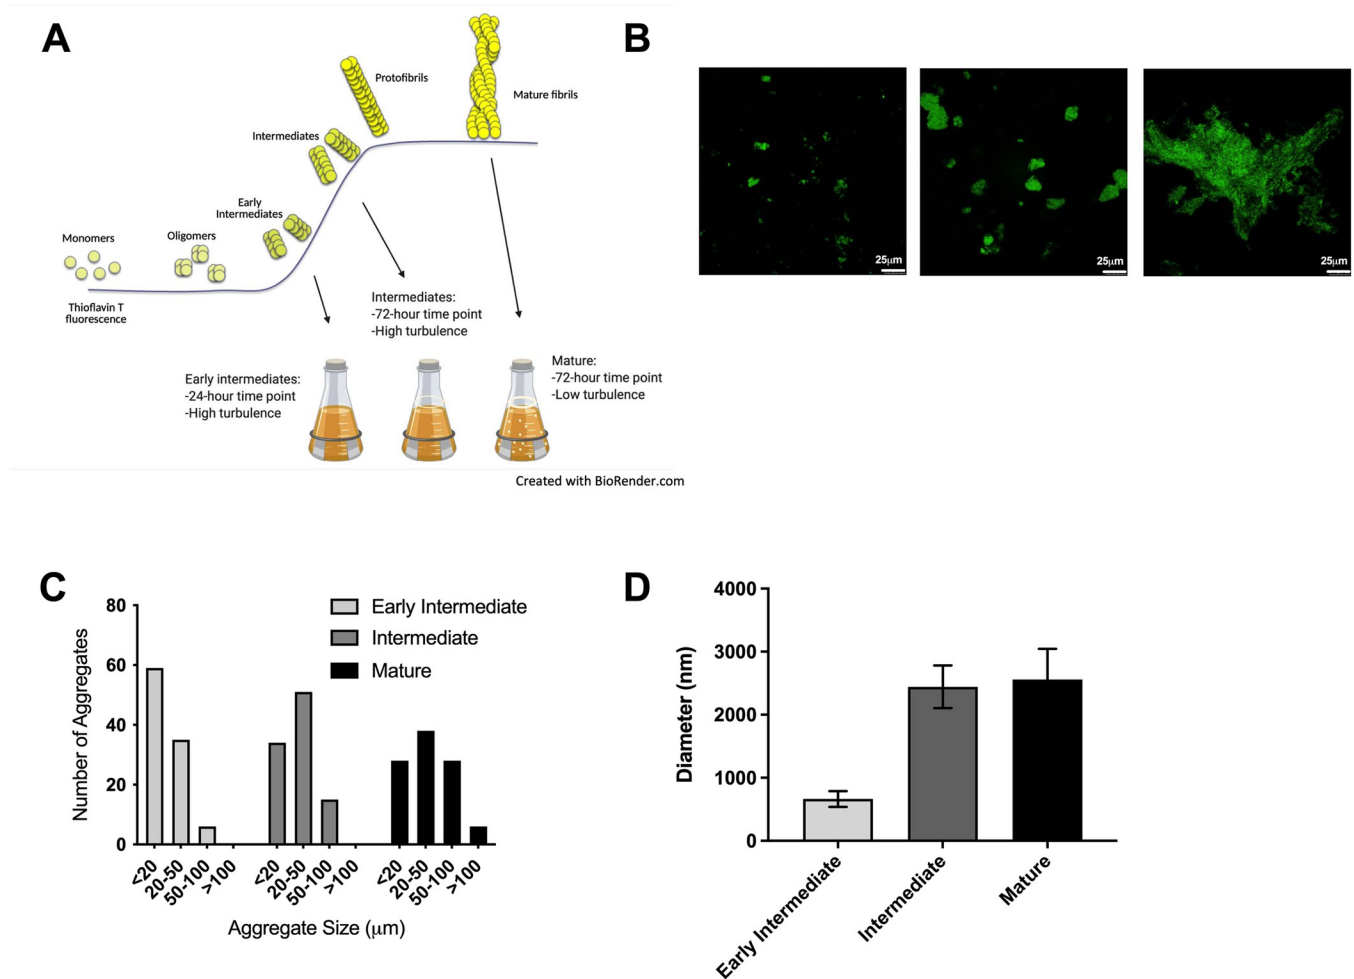 A
Protofibrils
Mature fibrils
Intermediates
Early
Intermediates
Monomers
Oligomers
Thioflavin T
fluorescence
Intermediates:
-72-hour time point
-High turbulence
Early intermediates:
-24-hour time point
-High turbulence
Mature:
-72-hour time point
-Low turbulence
Created with BioRender.com
B
25μm
25μm
25μm
C
Number of Aggregates
80
60
40
20
0
Early Intermediate
Intermediate
Mature
<20
20-50
50-100
>100
<20
20-50
50-100
>100
<20
20-50
50-100
>100
Aggregate Size (μm)
D
Diameter (nm)
4000
3000
2000
1000
0
Early Intermediate
Intermediate
Mature